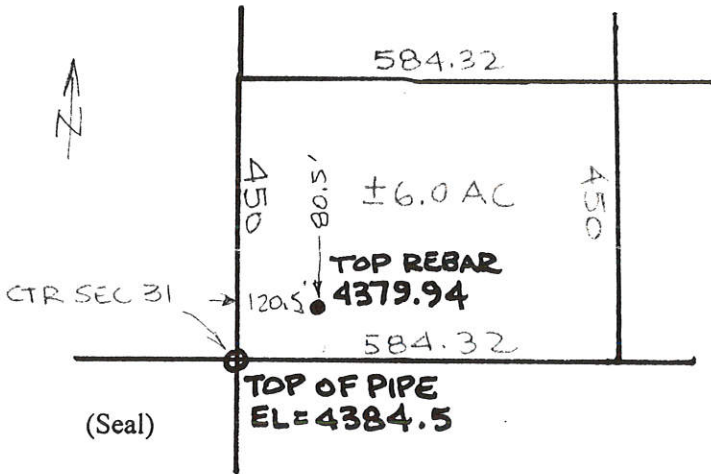 584.32
N
450
80.5'
±6.0 AC
450
TOP REBAR
4379.94
CTR SEC 31
120.5'
584.32
TOP OF PIPE
EL=4384.5
(Seal)